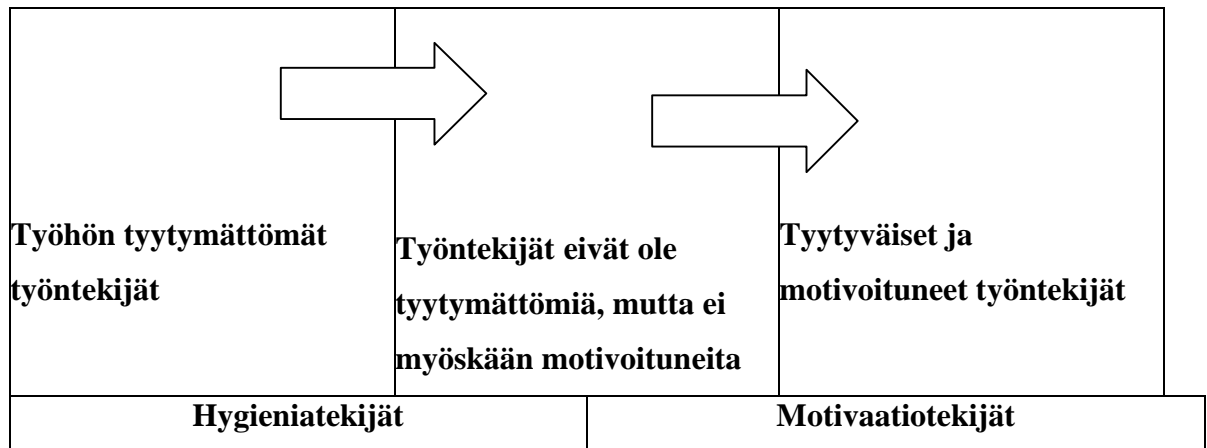 Työhön tyytymättömät
työntekijät
Työntekijät eivät ole
tyytymättömiä, mutta ei
myöskään motivoituneita
Tyytyväiset ja
motivoituneet työntekijät
Hygieniatekijät
Motivaatiotekijät